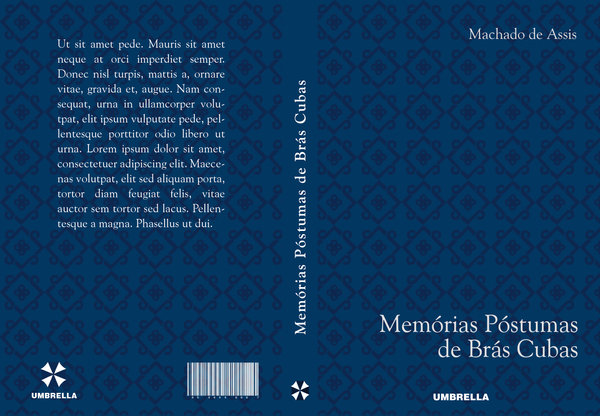 Ut sit amet pede. Mauris sit amet
neque at orci imperdiet semper.
Donec nisl turpis, mattis a, ornare
vitae, gravida et, augue. Nam con-
sequat, urna in ullamcorper volu-
tpat, elit ipsum vulputate pede, pel-
lentesque porttitor odio libero ut
urna. Lorem ipsum dolor sit amet,
consectetuer adipiscing elit. Maece-
nas volutpat, elit sed aliquam porta,
tortor diam feugiat felis, vitae
auctor sem tortor sed lacus. Pellen-
tesque a magna. Phasellus ut dui.
UMBRELLA
Memórias Póstumas de Brás Cubas
Machado de Assis
Memórias Póstumas
de Brás Cubas
UMBRELLA